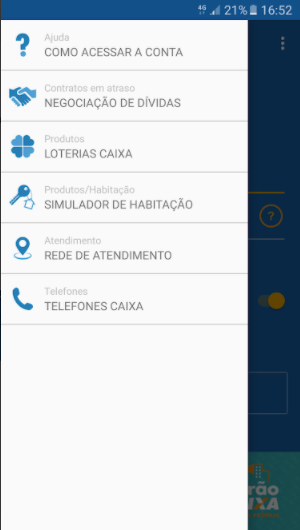 4G 21% 16:52
Ajuda
COMO ACESSAR A CONTA
Contratos em atraso
NEGOCIAÇÃO DE DÍVIDAS
Produtos
LOTERIAS CAIXA
Produtos/Habitação
SIMULADOR DE HABITAÇÃO
Atendimento
REDE DE ATENDIMENTO
Telefones
TELEFONES CAIXA
?
rão
IXA